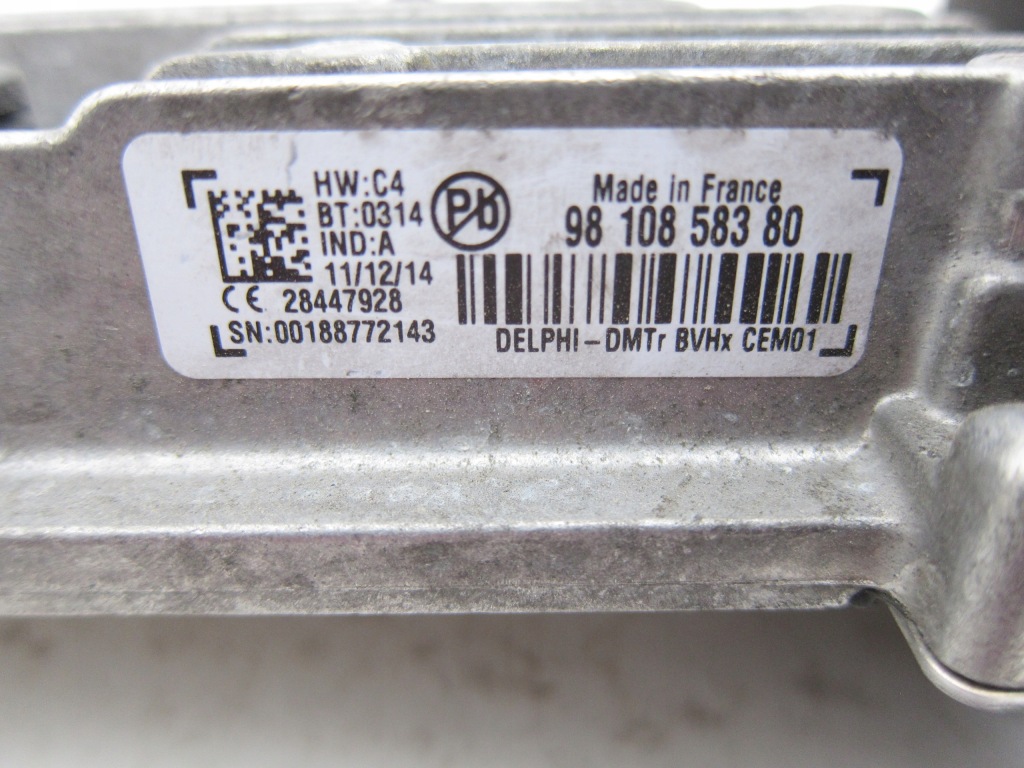 HW:C4
BT:0314
IND:A
11/12/14
CE 28447928
SN:00188772143
Pb
Made in France
98 108 583 80
DELPHI-DMTr BVHx CEM01